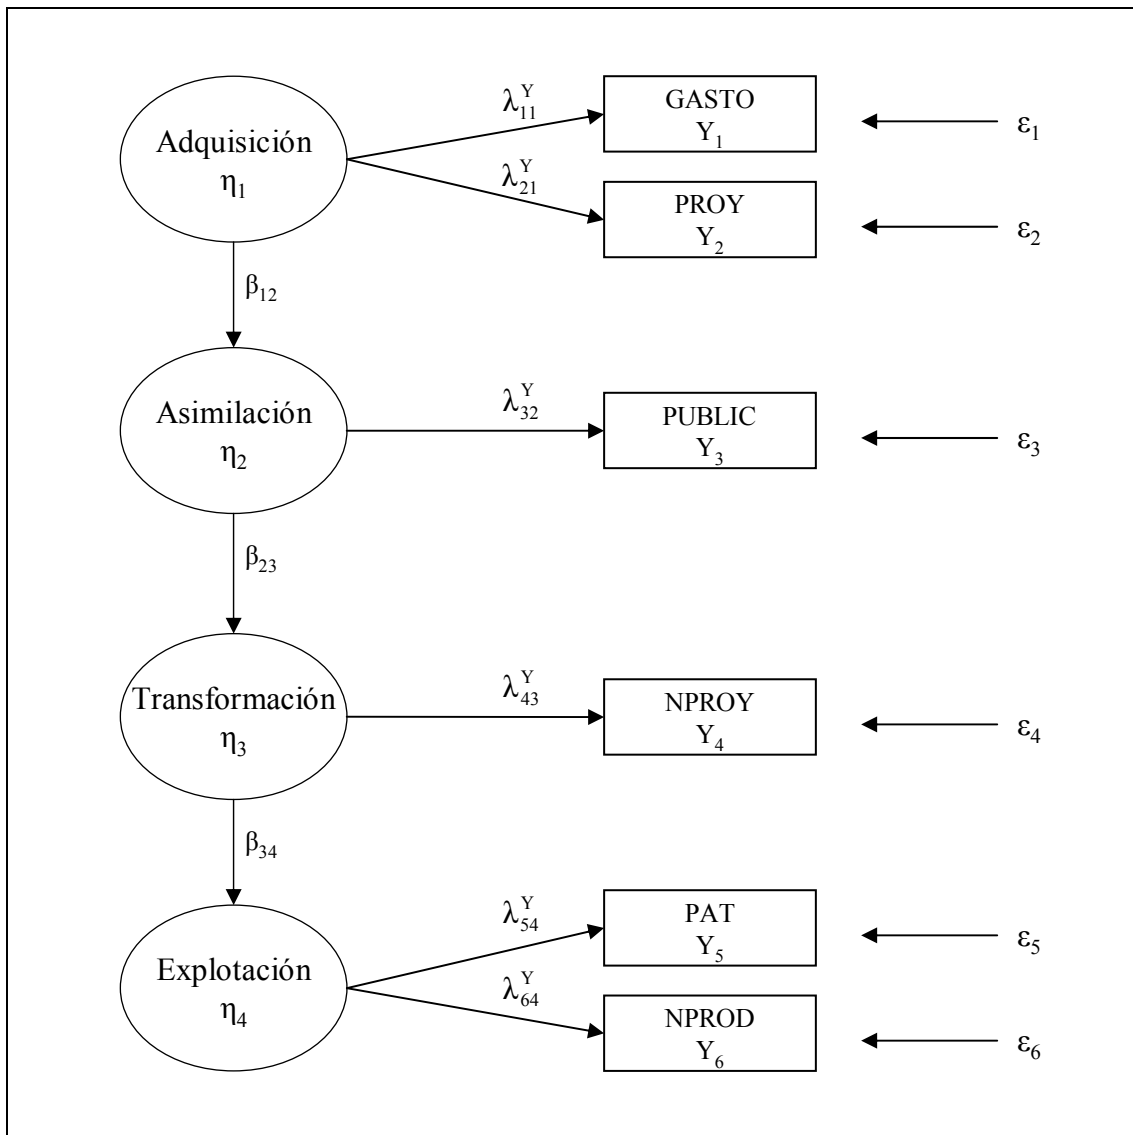 Adquisición
η₁
λ₁₁ʸ
GASTO
Y₁
ε₁
λ₂₁ʸ
PROY
Y₂
ε₂
β₁₂
Asimilación
η₂
λ₃₂ʸ
PUBLIC
Y₃
ε₃
β₂₃
Transformación
η₃
λ₄₃ʸ
NPROY
Y₄
ε₄
β₃₄
Explotación
η₄
λ₅₄ʸ
PAT
Y₅
ε₅
λ₆₄ʸ
NPROD
Y₆
ε₆